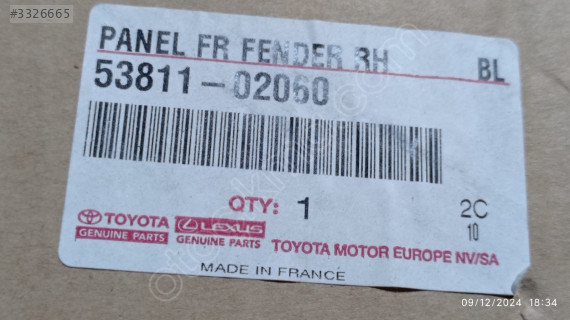 #3326665
PANEL FR FENDER RH BL
53811-02060
QTY: 1
2C
10
TOYOTA
GENUINE PARTS
LEXUS
GENUINE PARTS
TOYOTA MOTOR EUROPE NV/SA
MADE IN FRANCE
09/12/2024 18:34